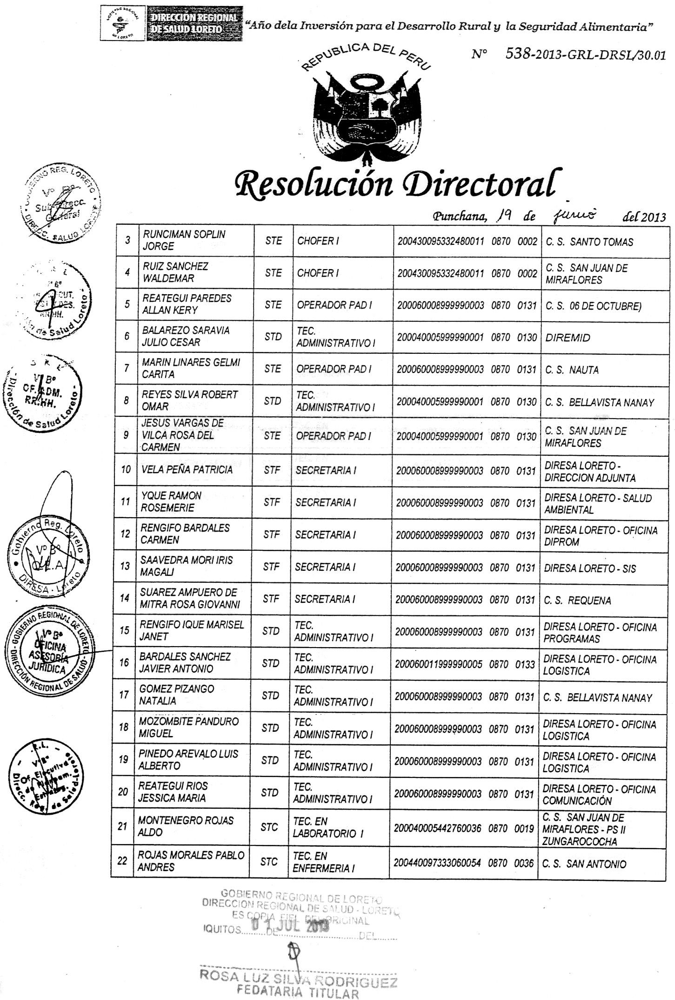 GOBIERNO REGIONAL
DE LORETO
DIRECCIÓN REGIONAL
DE SALUD LORETO
“Año dela Inversión para el Desarrollo Rural y la Seguridad Alimentaria”
N° 538-2013-GRL-DRSL/30.01
REPUBLICA DEL PERU
Resolución Directoral
Punchana, 19 de junio del 2013
3 RUNCIMAN SOPLIN JORGE STE CHOFER I 200430095332480011 0870 0002 C. S. SANTO TOMAS
4 RUIZ SANCHEZ WALDEMAR STE CHOFER I 200430095332480011 0870 0002 C. S. SAN JUAN DE MIRAFLORES
5 REATEGUI PAREDES ALLAN KERY STE OPERADOR PAD I 200060008999990003 0870 0131 C. S. 06 DE OCTUBRE)
6 BALAREZO SARAVIA JULIO CESAR STD TEC. ADMINISTRATIVO I 200040005999990001 0870 0130 DIREMID
7 MARIN LINARES GELMI CARITA STE OPERADOR PAD I 200060008999990003 0870 0131 C. S. NAUTA
8 REYES SILVA ROBERT OMAR STD TEC. ADMINISTRATIVO I 200040005999990001 0870 0130 C. S. BELLAVISTA NANAY
9 JESUS VARGAS DE VILCA ROSA DEL CARMEN STE OPERADOR PAD I 200040005999990001 0870 0130 C. S. SAN JUAN DE MIRAFLORES
10 VELA PEÑA PATRICIA STF SECRETARIA I 200060008999990003 0870 0131 DIRESA LORETO - DIRECCION ADJUNTA
11 YQUE RAMON ROSEMERIE STF SECRETARIA I 200060008999990003 0870 0131 DIRESA LORETO - SALUD AMBIENTAL
12 RENGIFO BARDALES CARMEN STF SECRETARIA I 200060008999990003 0870 0131 DIRESA LORETO - OFICINA DIPROM
13 SAAVEDRA MORI IRIS MAGALI STF SECRETARIA I 200060008999990003 0870 0131 DIRESA LORETO - SIS
14 SUAREZ AMPUERO DE MITRA ROSA GIOVANNI STF SECRETARIA I 200060008999990003 0870 0131 C. S. REQUENA
15 RENGIFO IQUE MARISEL JANET STD TEC. ADMINISTRATIVO I 200060008999990003 0870 0131 DIRESA LORETO - OFICINA PROGRAMAS
16 BARDALES SANCHEZ JAVIER ANTONIO STD TEC. ADMINISTRATIVO I 200060011999990005 0870 0133 DIRESA LORETO - OFICINA LOGISTICA
17 GOMEZ PIZANGO NATALIA STD TEC. ADMINISTRATIVO I 200060008999990003 0870 0131 C. S. BELLAVISTA NANAY
18 MOZOMBITE PANDURO MIGUEL STD TEC. ADMINISTRATIVO I 200060008999990003 0870 0131 DIRESA LORETO - OFICINA LOGISTICA
19 PINEDO AREVALO LUIS ALBERTO STD TEC. ADMINISTRATIVO I 200060008999990003 0870 0131 DIRESA LORETO - OFICINA LOGISTICA
20 REATEGUI RIOS JESSICA MARIA STD TEC. ADMINISTRATIVO I 200060008999990003 0870 0131 DIRESA LORETO - OFICINA COMUNICACIÓN
21 MONTENEGRO ROJAS ALDO STC TEC. EN LABORATORIO I 200040005442760036 0870 0019 C. S. SAN JUAN DE MIRAFLORES - PS II ZUNGAROCOCHA
22 ROJAS MORALES PABLO ANDRES STC TEC. EN ENFERMERIA I 200440097333060054 0870 0036 C. S. SAN ANTONIO
GOBIERNO REG. LORETO
Vº Bº
Sub-Direcc.
General
DIRECC. SALUD LORETO
Salud Loreto
G R L
Vº Bº
OF. ADM.
RR.HH.
Dirección de Salud Loreto
Gobierno Reg. Loreto
Vº Bº
O.E.A.
DIRESA - Loreto
GOBIERNO REGIONAL DE LORETO
Vº Bº
OFICINA
ASESORÍA
JURIDICA
DIRECCIÓN REGIONAL DE SALUD
Vº Bº
Of. Ejecutiva
de Planeam.
Estrateg.
Direcc. Reg. de Salud-Loreto
GOBIERNO REGIONAL DE LORETO
DIRECCION REGIONAL DE SALUD - LORETO
ES COPIA FIEL DEL ORIGINAL
01 JUL 2013
IQUITOS..........DE..............................DEL........
ROSA LUZ SILVA RODRIGUEZ
FEDATARIA TITULAR